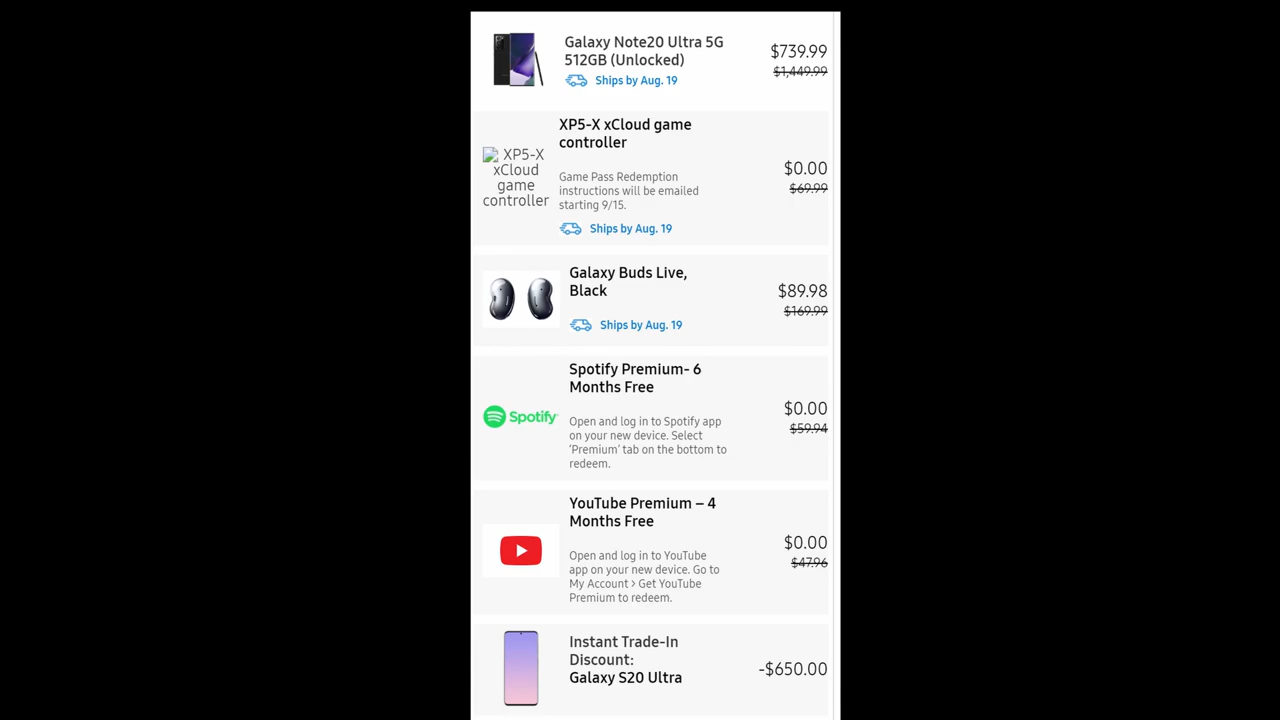 Galaxy Note20 Ultra 5G
512GB (Unlocked)
$739.99
$1,449.99
Ships by Aug. 19
XP5-X xCloud game
controller
XP5-X
xCloud
game
controller
$0.00
$69.99
Game Pass Redemption
instructions will be emailed
starting 9/15.
Ships by Aug. 19
Galaxy Buds Live,
Black
$89.98
$169.99
Ships by Aug. 19
Spotify Premium- 6
Months Free
Spotify
$0.00
$59.94
Open and log in to Spotify app
on your new device. Select
‘Premium’ tab on the bottom to
redeem.
YouTube Premium – 4
Months Free
$0.00
$47.96
Open and log in to YouTube
app on your new device. Go to
My Account > Get YouTube
Premium to redeem.
Instant Trade-In
Discount:
Galaxy S20 Ultra
-$650.00